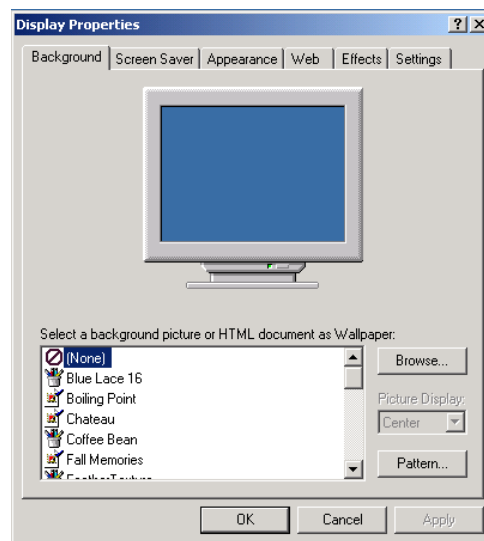 Display Properties
Background Screen Saver Appearance Web Effects Settings
Select a background picture or HTML document as Wallpaper:
(None)
Blue Lace 16
Boiling Point
Chateau
Coffee Bean
Fall Memories
Browse...
Picture Display:
Center
Pattern...
OK Cancel Apply